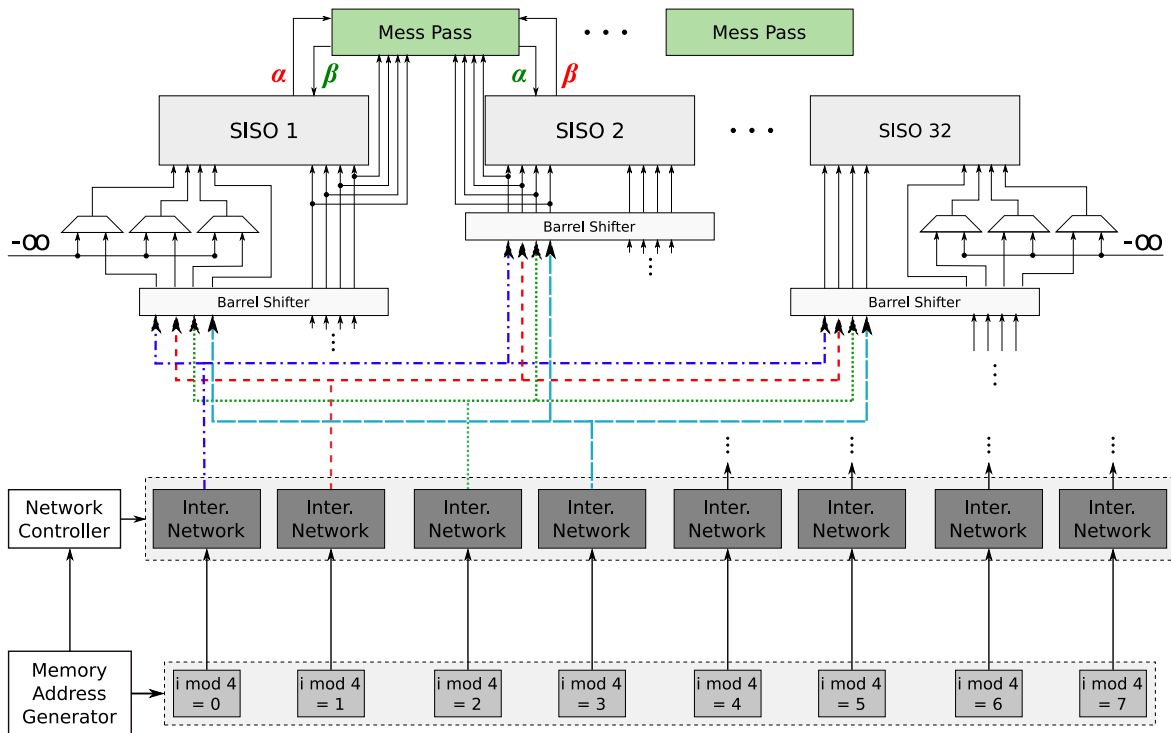 Mess Pass
· · ·
Mess Pass
α
β
α
β
SISO 1
SISO 2
· · ·
SISO 32
-∞
-∞
Barrel Shifter
Barrel Shifter
Barrel Shifter
Network
Controller
Inter.
Network
Inter.
Network
Inter.
Network
Inter.
Network
Inter.
Network
Inter.
Network
Inter.
Network
Inter.
Network
Memory
Address
Generator
i mod 4
= 0
i mod 4
= 1
i mod 4
= 2
i mod 4
= 3
i mod 4
= 4
i mod 4
= 5
i mod 4
= 6
i mod 4
= 7